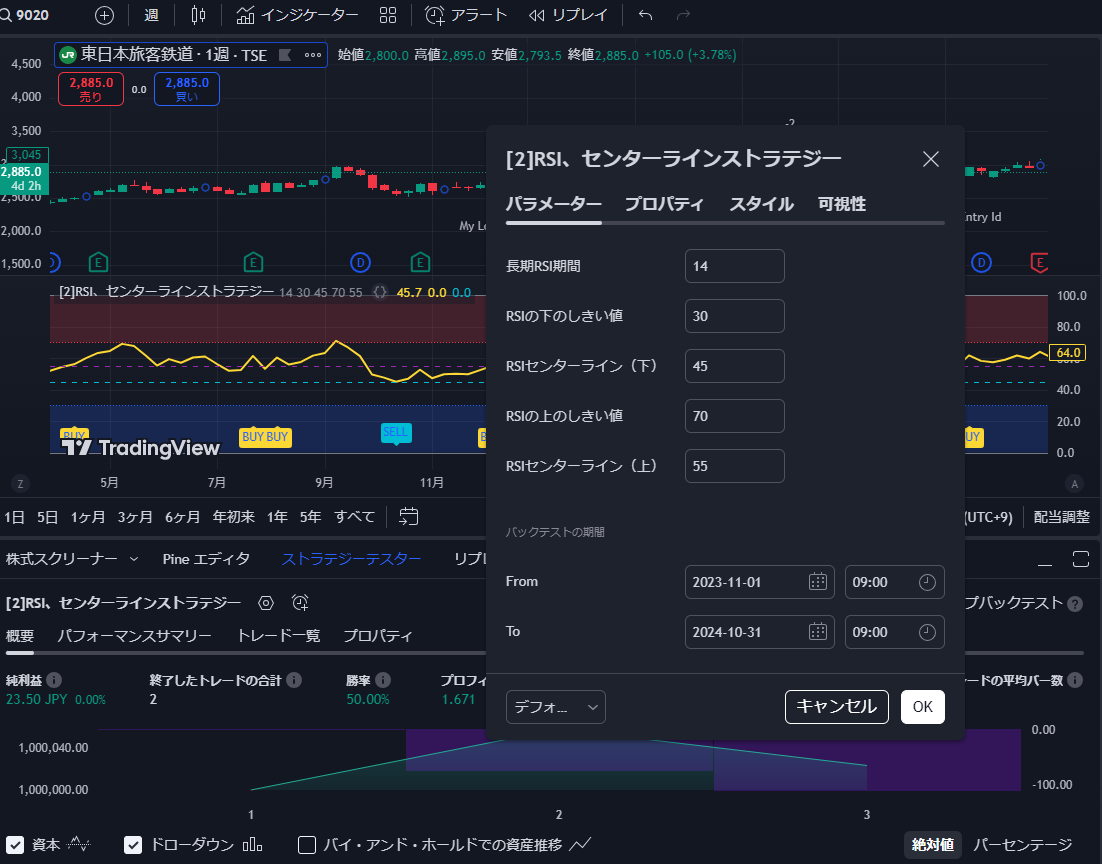 9020 週 インジケーター アラート リプレイ
JR 東日本旅客鉄道・1週・TSE 始値2,800.0 高値2,895.0 安値2,793.5 終値2,885.0 +105.0 (+3.78%)
2,885.0 売り 0.0 2,885.0 買い
4,500
4,000
3,500
3,045
2,885.0
4d 2h
2,500.0
2,000.0
1,500.0
-2
My Lo
ntry Id
D E E D E D E
[2]RSI、センターラインストラテジー 14 30 45 70 55 45.7 0.0 0.0
100.0
80.0
64.0
40.0
20.0
0.0
BUY BUY BUY SELL B UY
TradingView
Z 5月 7月 9月 11月 A
1日 5日 1ヶ月 3ヶ月 6ヶ月 年初来 1年 5年 すべて (UTC+9) 配当調整
株式スクリーナー Pine エディタ ストラテジーテスター リプレ
[2]RSI、センターラインストラテジー プバックテスト
概要 パフォーマンスサマリー トレード一覧 プロパティ
純利益 終了したトレードの合計 勝率 プロフィ ードの平均バー数
23.50 JPY 0.00% 2 50.00% 1.671
1,000,040.00
1,000,000.00
0.00
-100.00
1 2 3
資本 ドローダウン バイ・アンド・ホールドでの資産推移 絶対値 パーセンテージ
[2]RSI、センターラインストラテジー
パラメーター プロパティ スタイル 可視性
長期RSI期間 14
RSIの下のしきい値 30
RSIセンターライン（下） 45
RSIの上のしきい値 70
RSIセンターライン（上） 55
バックテストの期間
From 2023-11-01 09:00
To 2024-10-31 09:00
デフォ... キャンセル OK